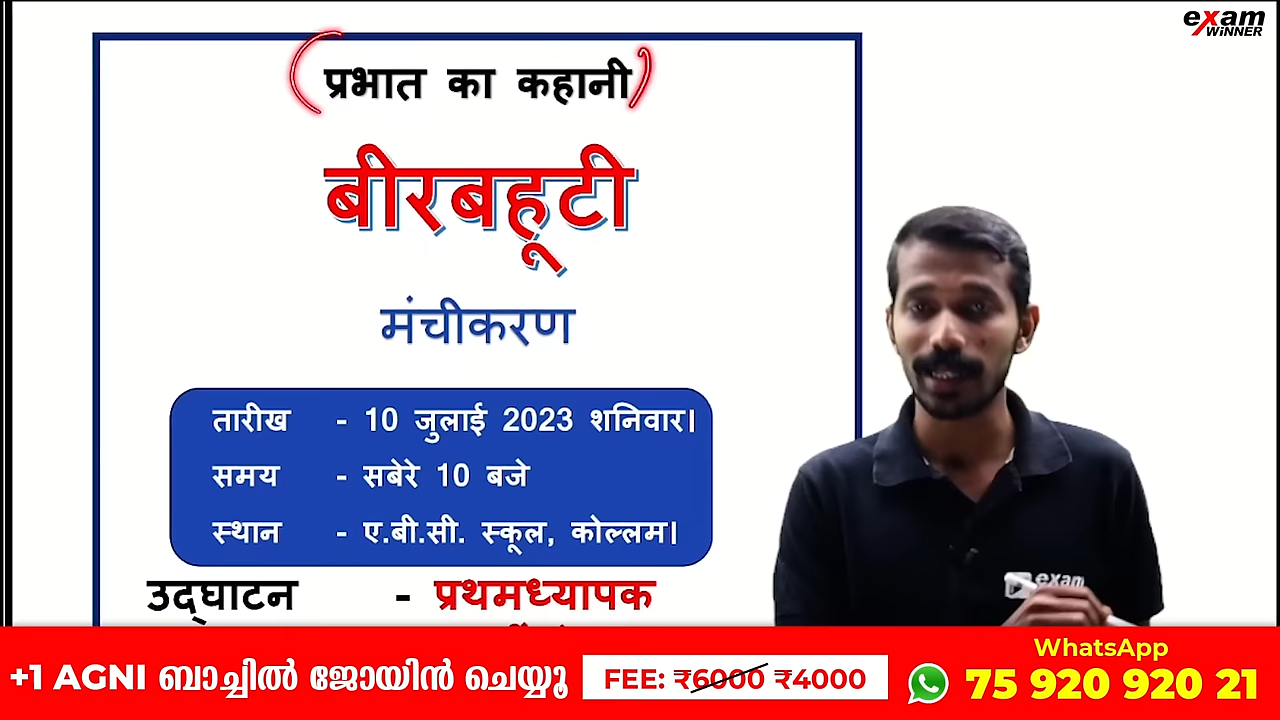 exam
WiNNER
प्रभात का कहानी
बीरबहूटी
मंचीकरण
तारीख - 10 जुलाई 2023 शनिवार।
समय - सबेरे 10 बजे
स्थान - ए.बी.सी. स्कूल, कोल्लम।
उद्घाटन - प्रथमध्यापक
exam
+1 AGNI ബാച്ചിൽ ജോയിൻ ചെയ്യൂ
FEE: ₹6000 ₹4000
WhatsApp
75 920 920 21